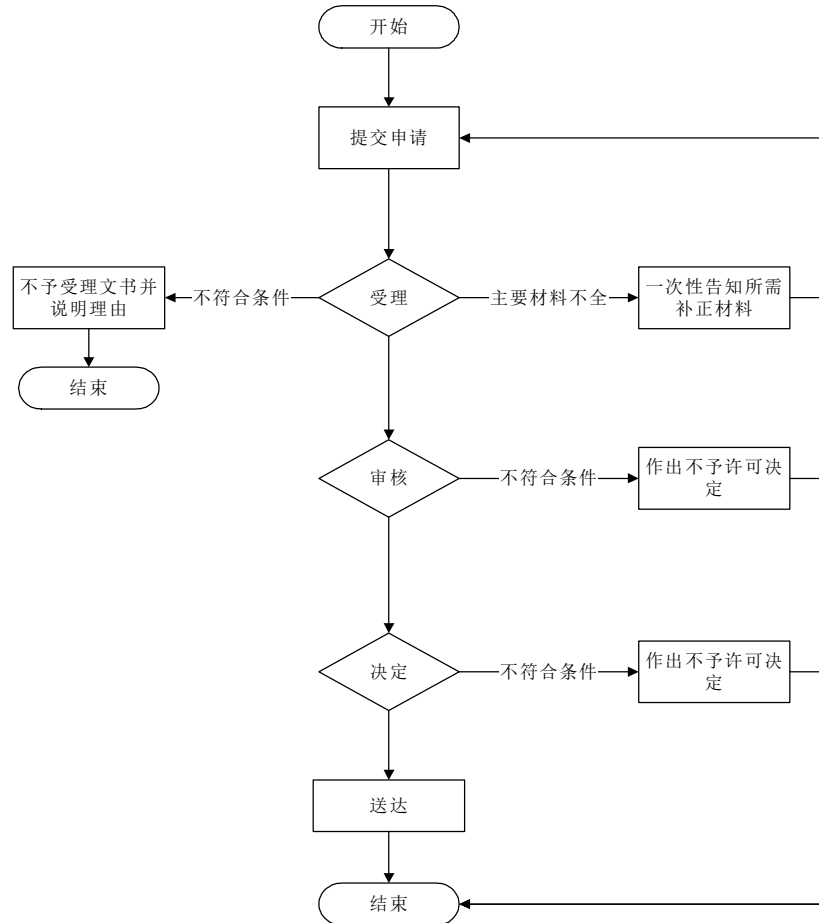 开始
提交申请
不予受理文书并
说明理由
不符合条件
受理
主要材料不全
一次性告知所需
补正材料
结束
审核
不符合条件
作出不予许可决
定
决定
不符合条件
作出不予许可决
定
送达
结束